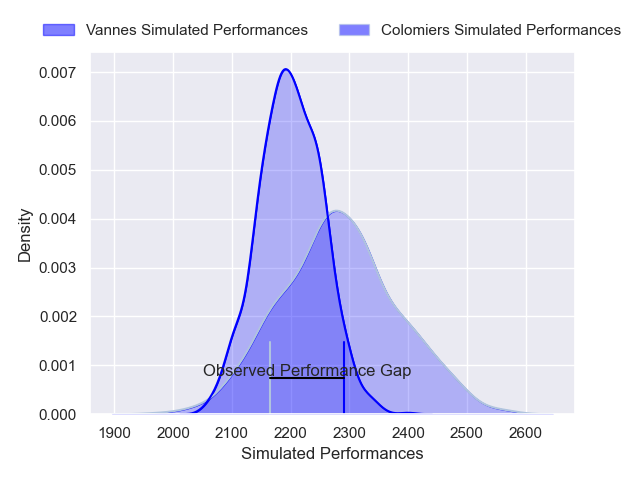 Vannes Simulated Performances
Colomiers Simulated Performances
0.007
0.006
0.005
0.004
0.003
0.002
0.001
0.000
Density
Observed Performance Gap
1900 2000 2100 2200 2300 2400 2500 2600
Simulated Performances